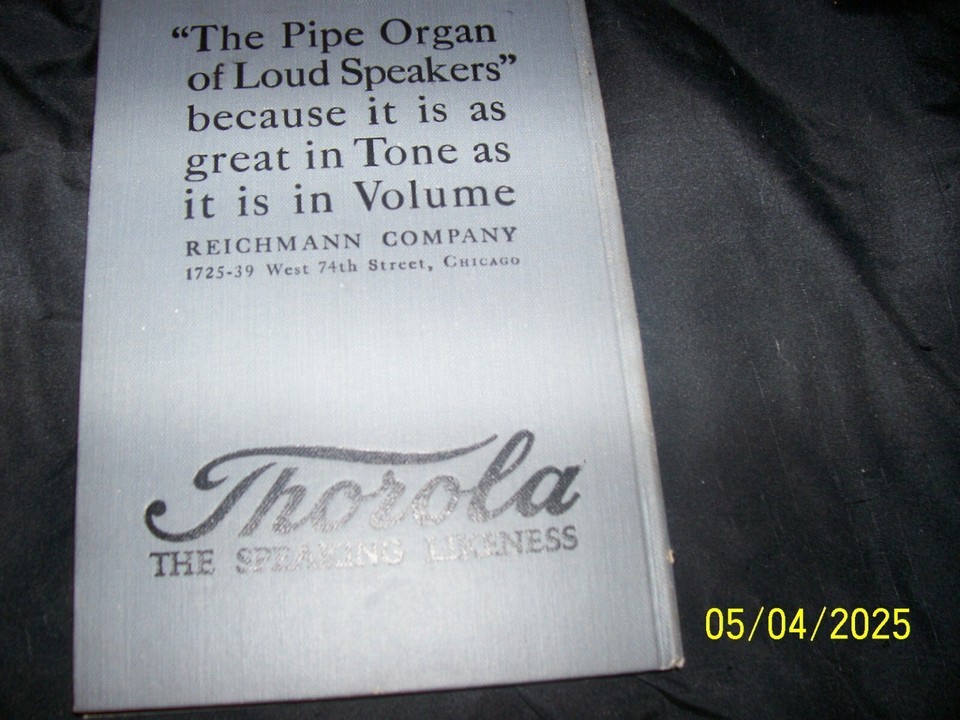 “The Pipe Organ
of Loud Speakers”
because it is as
great in Tone as
it is in Volume
REICHMANN COMPANY
1725-39 West 74th Street, CHICAGO
Thorola
THE SPEAKING LIKENESS
05/04/2025